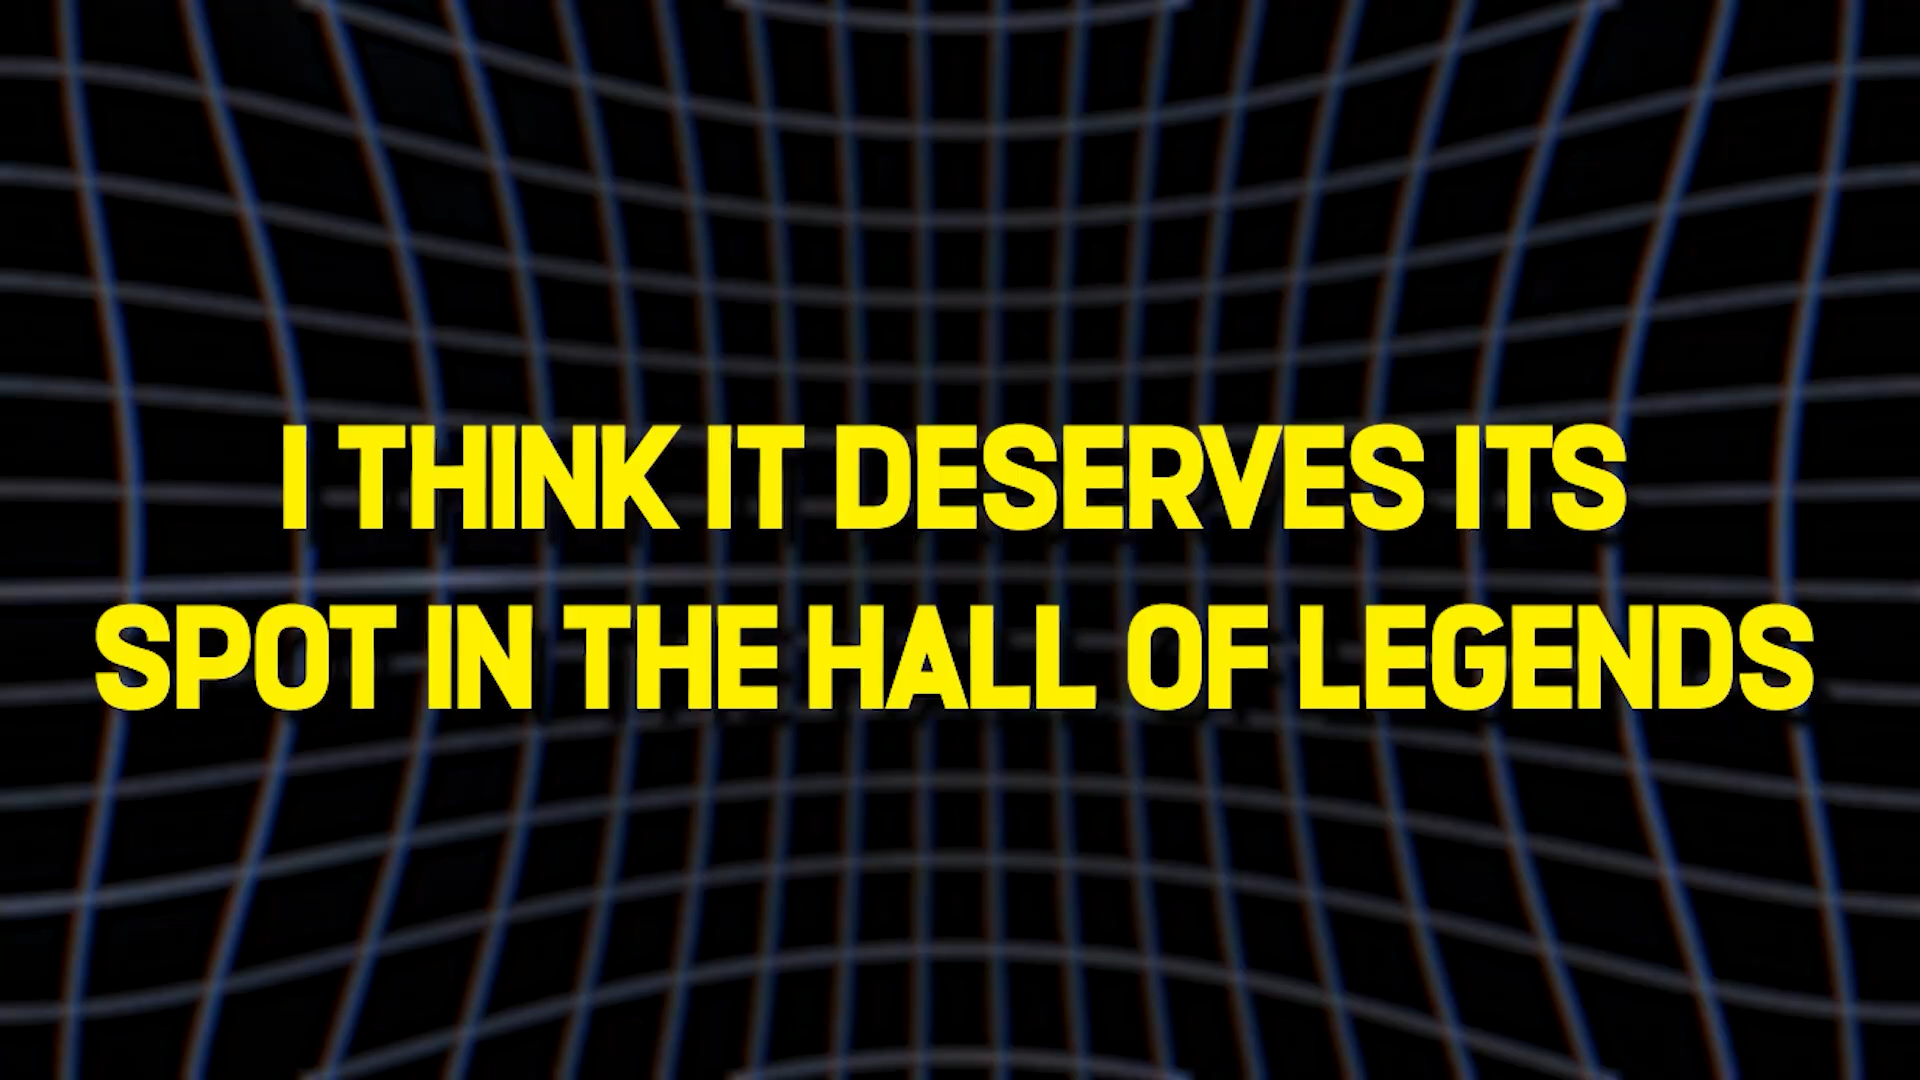 I THINK IT DESERVES ITS
SPOT IN THE HALL OF LEGENDS